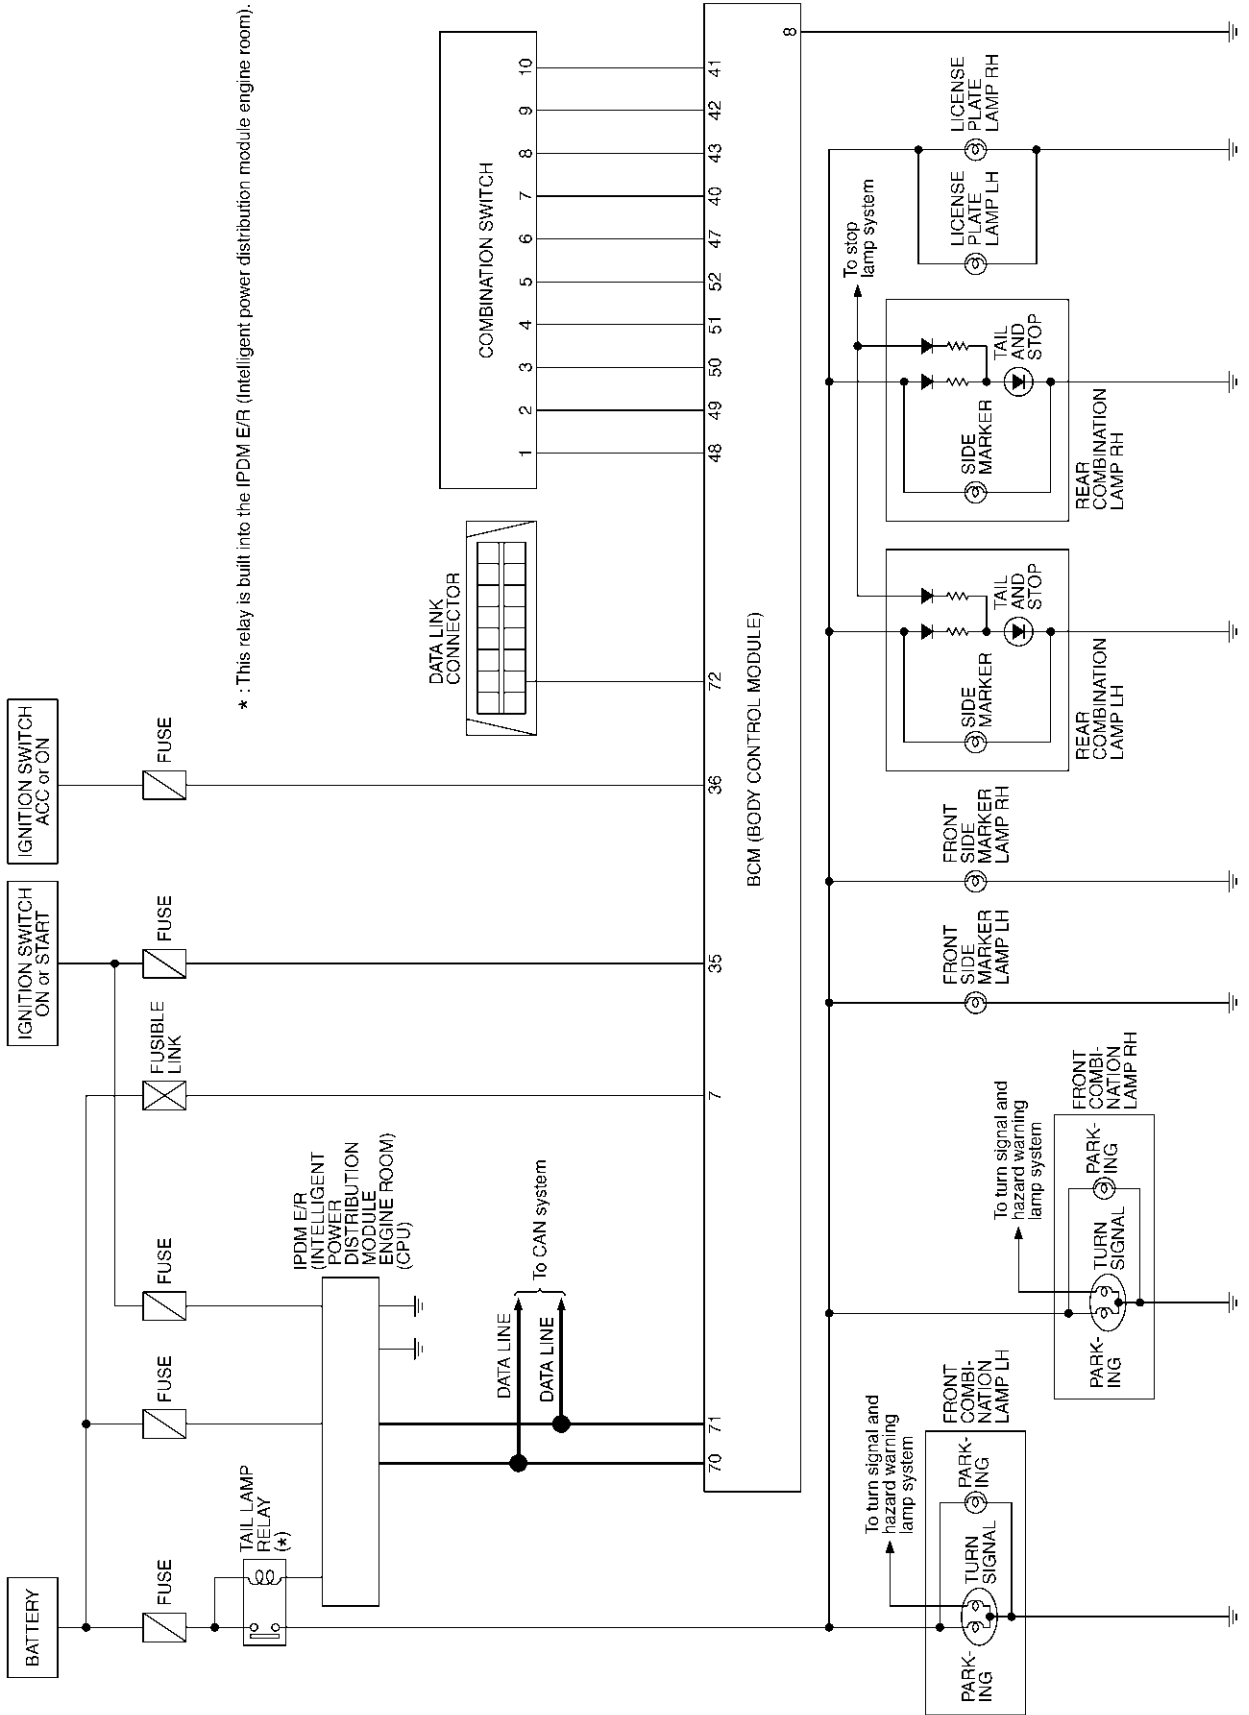 BATTERY
IGNITION SWITCH
ON or START
IGNITION SWITCH
ACC or ON
FUSE
FUSE
FUSE
FUSIBLE
LINK
FUSE
FUSE
TAIL LAMP
RELAY
(*)
IPDM E/R
(INTELLIGENT
POWER
DISTRIBUTION
MODULE
ENGINE ROOM)
(CPU)
* : This relay is built into the IPDM E/R (Intelligent power distribution module engine room).
DATA LINE
DATA LINE
To CAN system
DATA LINK
CONNECTOR
COMBINATION SWITCH
1
2
3
4
5
6
7
8
9
10
70
71
7
35
36
72
48
49
50
51
52
47
40
43
42
41
BCM (BODY CONTROL MODULE)
8
To turn signal and
hazard warning
lamp system
FRONT
COMBI-
NATION
LAMP LH
PARK-
ING
TURN
SIGNAL
PARK-
ING
To turn signal and
hazard warning
lamp system
FRONT
COMBI-
NATION
LAMP RH
PARK-
ING
TURN
SIGNAL
PARK-
ING
FRONT
SIDE
MARKER
LAMP LH
FRONT
SIDE
MARKER
LAMP RH
SIDE
MARKER
TAIL
AND
STOP
REAR
COMBINATION
LAMP LH
SIDE
MARKER
TAIL
AND
STOP
REAR
COMBINATION
LAMP RH
To stop
lamp system
LICENSE
PLATE
LAMP LH
LICENSE
PLATE
LAMP RH